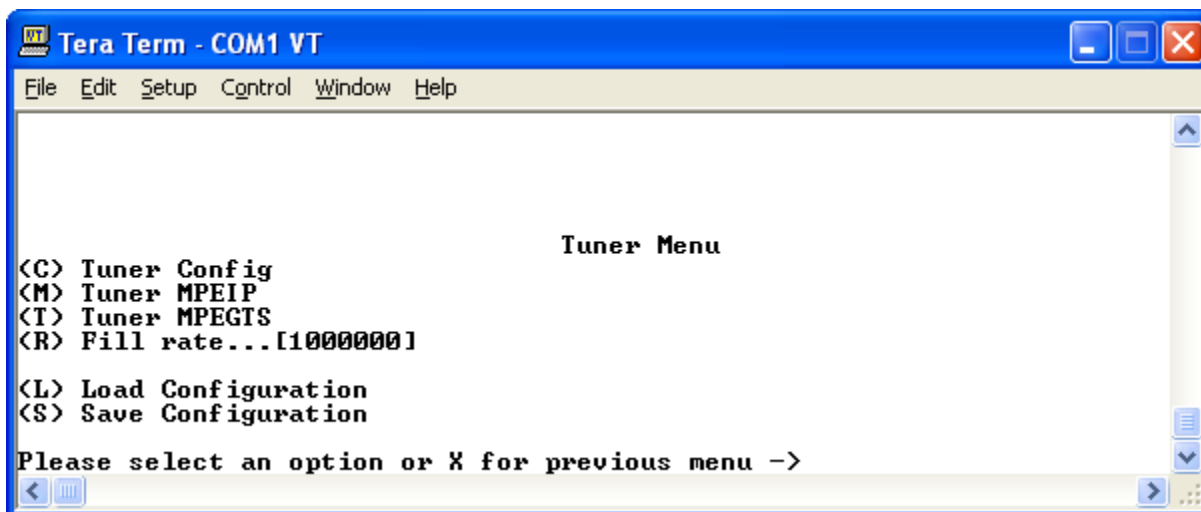 Tera Term - COM1 VT
File Edit Setup Control Window Help
Tuner Menu
(C) Tuner Config
(M) Tuner MPEIP
(T) Tuner MPEGTS
(R) Fill rate...[1000000]
(L) Load Configuration
(S) Save Configuration
Please select an option or X for previous menu ->